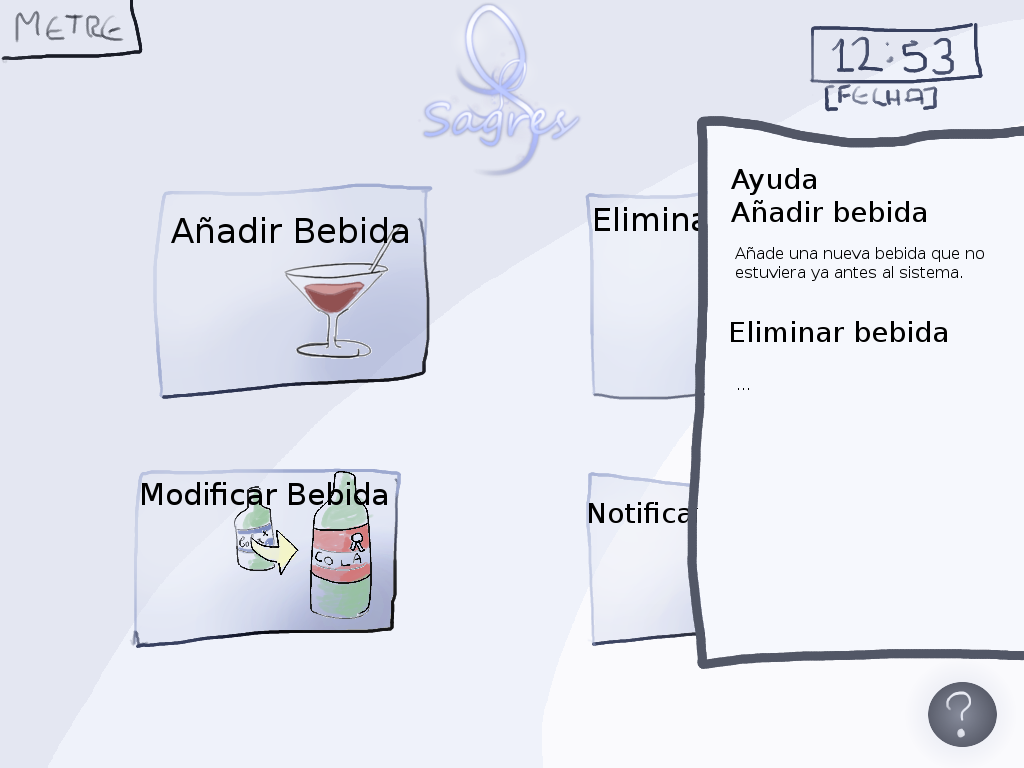 METRE
Sagres
12:53
[FECHA]
Añadir Bebida
Elimina
Modificar Bebida
COLA
Notifica
Ayuda
Añadir bebida
Añade una nueva bebida que no
estuviera ya antes al sistema.
Eliminar bebida
...
?